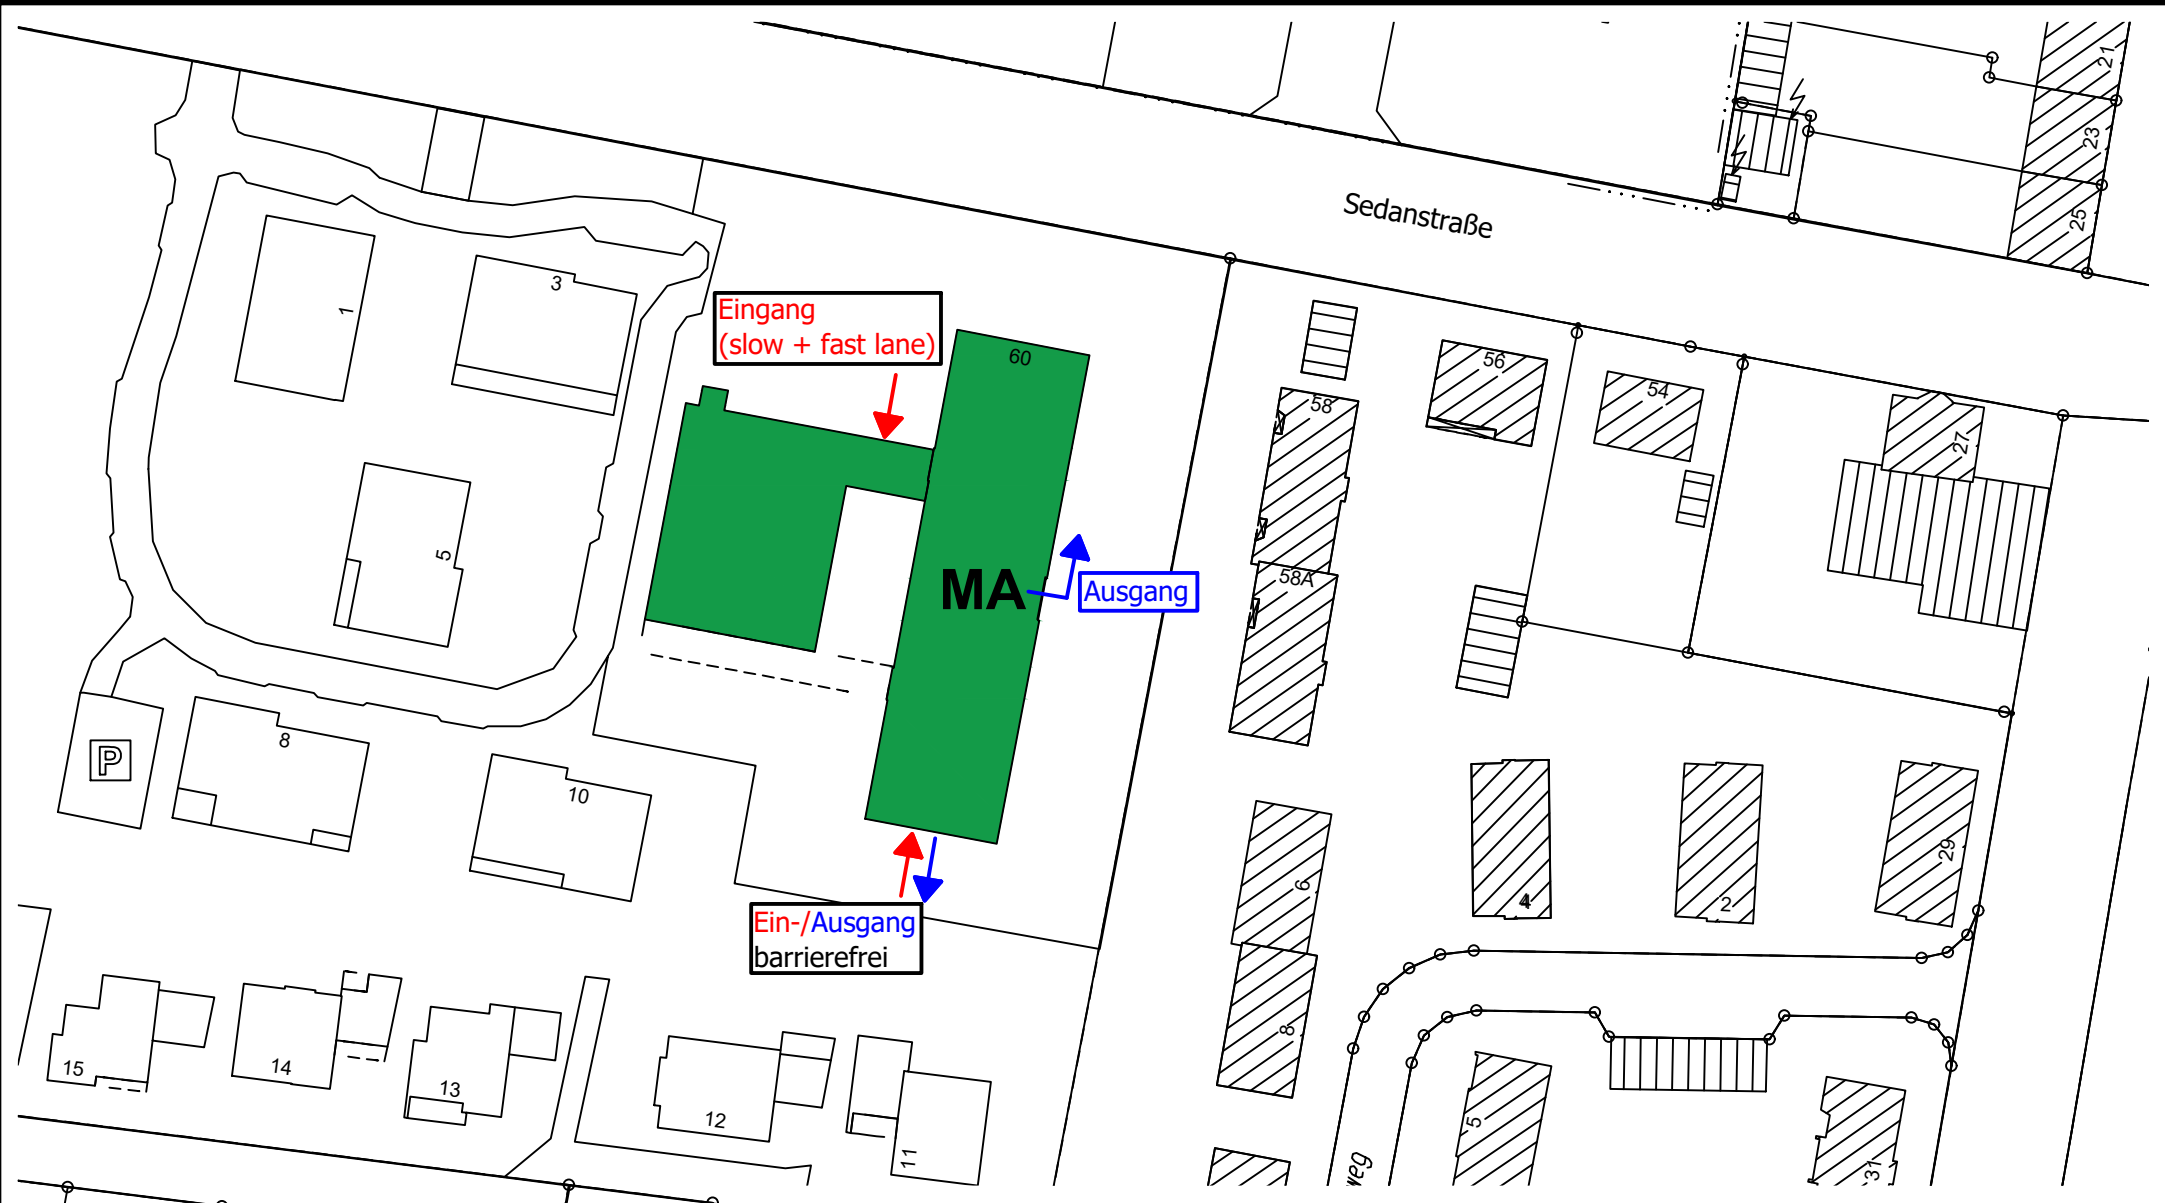 21
23
25
Sedanstraße
1
3
Eingang
(slow + fast lane)
60
56
54
58
27
5
58A
MA
Ausgang
P
8
10
6
4
2
29
Ein-/Ausgang
barrierefrei
15
14
13
12
11
8
5
31
weg